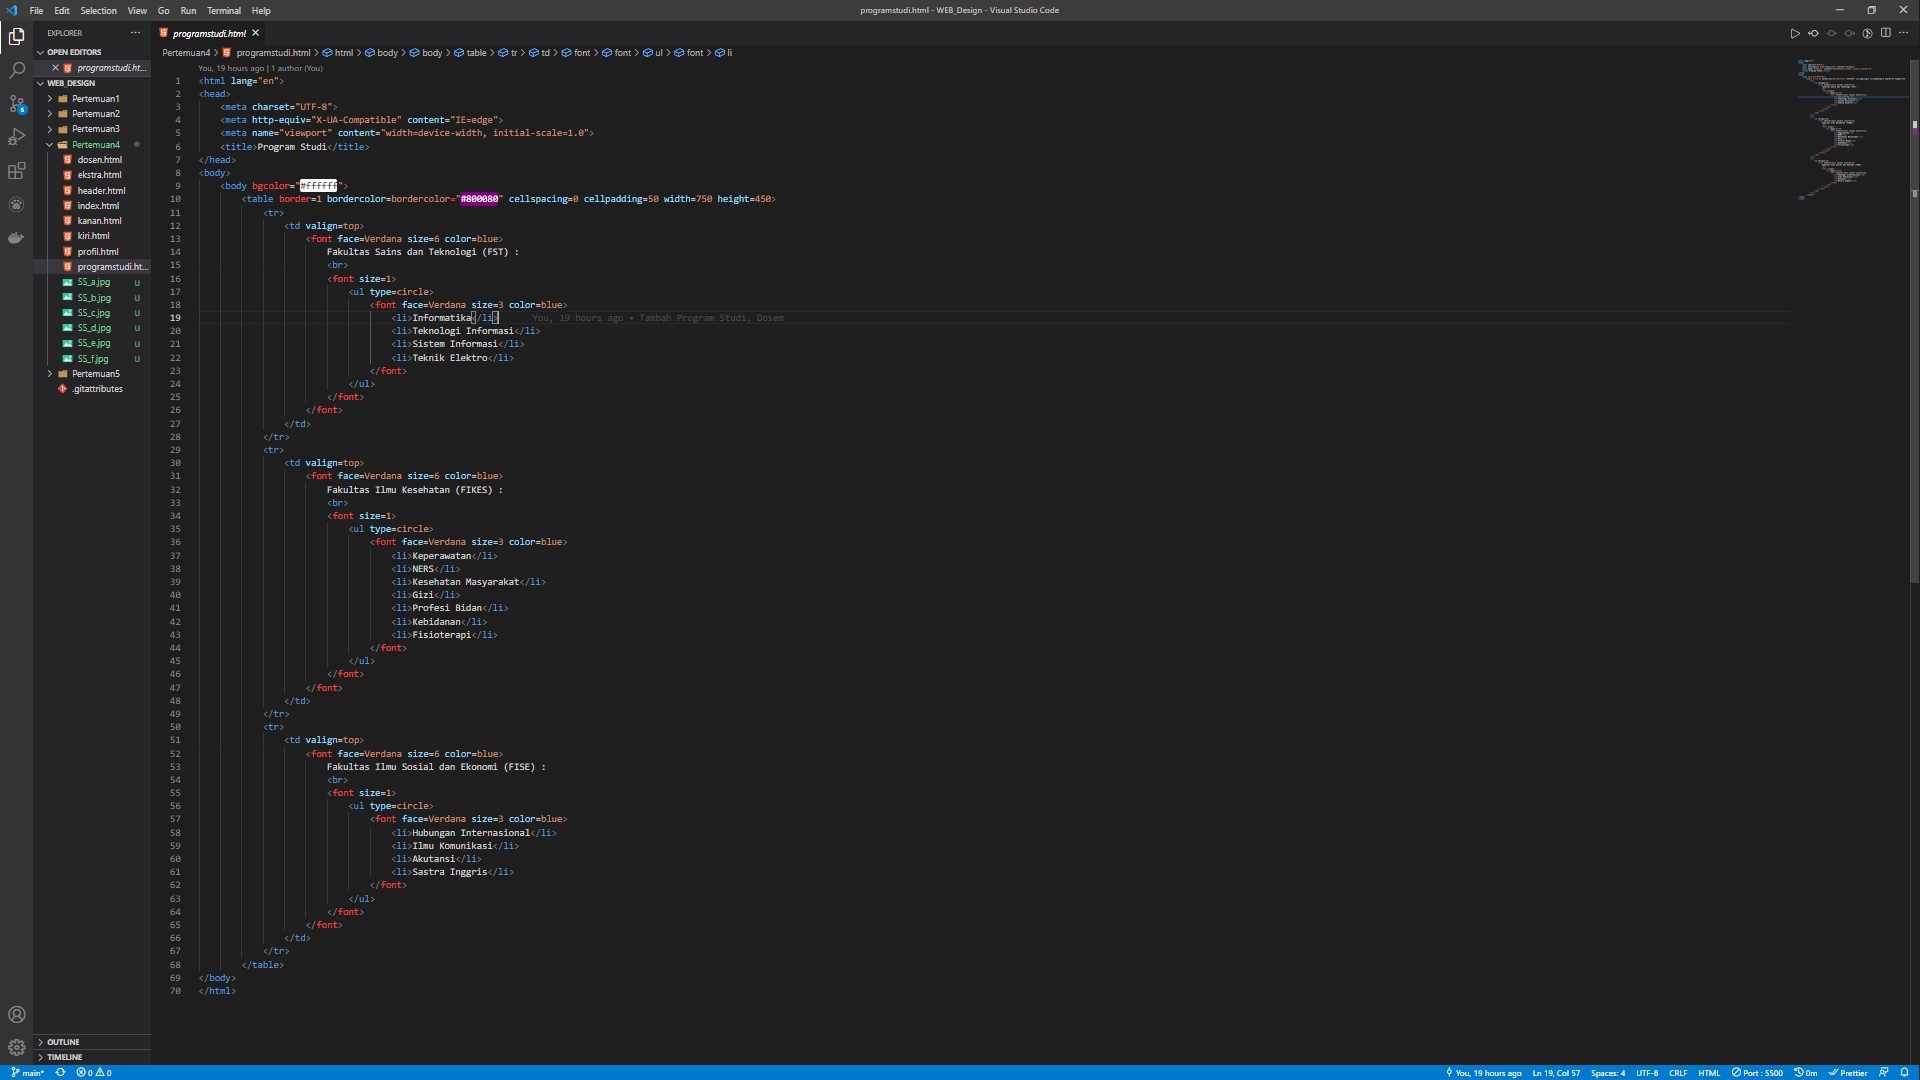 File Edit Selection View Go Run Terminal Help
programstudi.html - WEB_Design - Visual Studio Code
EXPLORER
OPEN EDITORS
programstudi.ht...
WEB_DESIGN
Pertemuan1
Pertemuan2
Pertemuan3
Pertemuan4
dosen.html
ekstra.html
header.html
index.html
kanan.html
kiri.html
profil.html
programstudi.ht...
SS_a.jpg U
SS_b.jpg U
SS_c.jpg U
SS_d.jpg U
SS_e.jpg U
SS_f.jpg U
Pertemuan5
.gitattributes
OUTLINE
TIMELINE
programstudi.html
Pertemuan4 > programstudi.html > html > body > body > table > tr > td > font > font > ul > font > li
You, 19 hours ago | 1 author (You)
1 <html lang="en">
2 <head>
3 <meta charset="UTF-8">
4 <meta http-equiv="X-UA-Compatible" content="IE=edge">
5 <meta name="viewport" content="width=device-width, initial-scale=1.0">
6 <title>Program Studi</title>
7 </head>
8 <body>
9 <body bgcolor="#ffffff">
10 <table border=1 bordercolor=bordercolor="#800080" cellspacing=0 cellpadding=50 width=750 height=450>
11 <tr>
12 <td valign=top>
13 <font face=Verdana size=6 color=blue>
14 Fakultas Sains dan Teknologi (FST) :
15 <br>
16 <font size=1>
17 <ul type=circle>
18 <font face=Verdana size=3 color=blue>
19 <li>Informatika</li> You, 19 hours ago • Tambah Program Studi, Dosem
20 <li>Teknologi Informasi</li>
21 <li>Sistem Informasi</li>
22 <li>Teknik Elektro</li>
23 </font>
24 </ul>
25 </font>
26 </font>
27 </td>
28 </tr>
29 <tr>
30 <td valign=top>
31 <font face=Verdana size=6 color=blue>
32 Fakultas Ilmu Kesehatan (FIKES) :
33 <br>
34 <font size=1>
35 <ul type=circle>
36 <font face=Verdana size=3 color=blue>
37 <li>Keperawatan</li>
38 <li>NERS</li>
39 <li>Kesehatan Masyarakat</li>
40 <li>Gizi</li>
41 <li>Profesi Bidan</li>
42 <li>Kebidanan</li>
43 <li>Fisioterapi</li>
44 </font>
45 </ul>
46 </font>
47 </font>
48 </td>
49 </tr>
50 <tr>
51 <td valign=top>
52 <font face=Verdana size=6 color=blue>
53 Fakultas Ilmu Sosial dan Ekonomi (FISE) :
54 <br>
55 <font size=1>
56 <ul type=circle>
57 <font face=Verdana size=3 color=blue>
58 <li>Hubungan Internasional</li>
59 <li>Ilmu Komunikasi</li>
60 <li>Akutansi</li>
61 <li>Sastra Inggris</li>
62 </font>
63 </ul>
64 </font>
65 </font>
66 </td>
67 </tr>
68 </table>
69 </body>
70 </html>
main* 0 0 You, 19 hours ago Ln 19, Col 57 Spaces: 4 UTF-8 CRLF HTML Port : 5500 0m Prettier